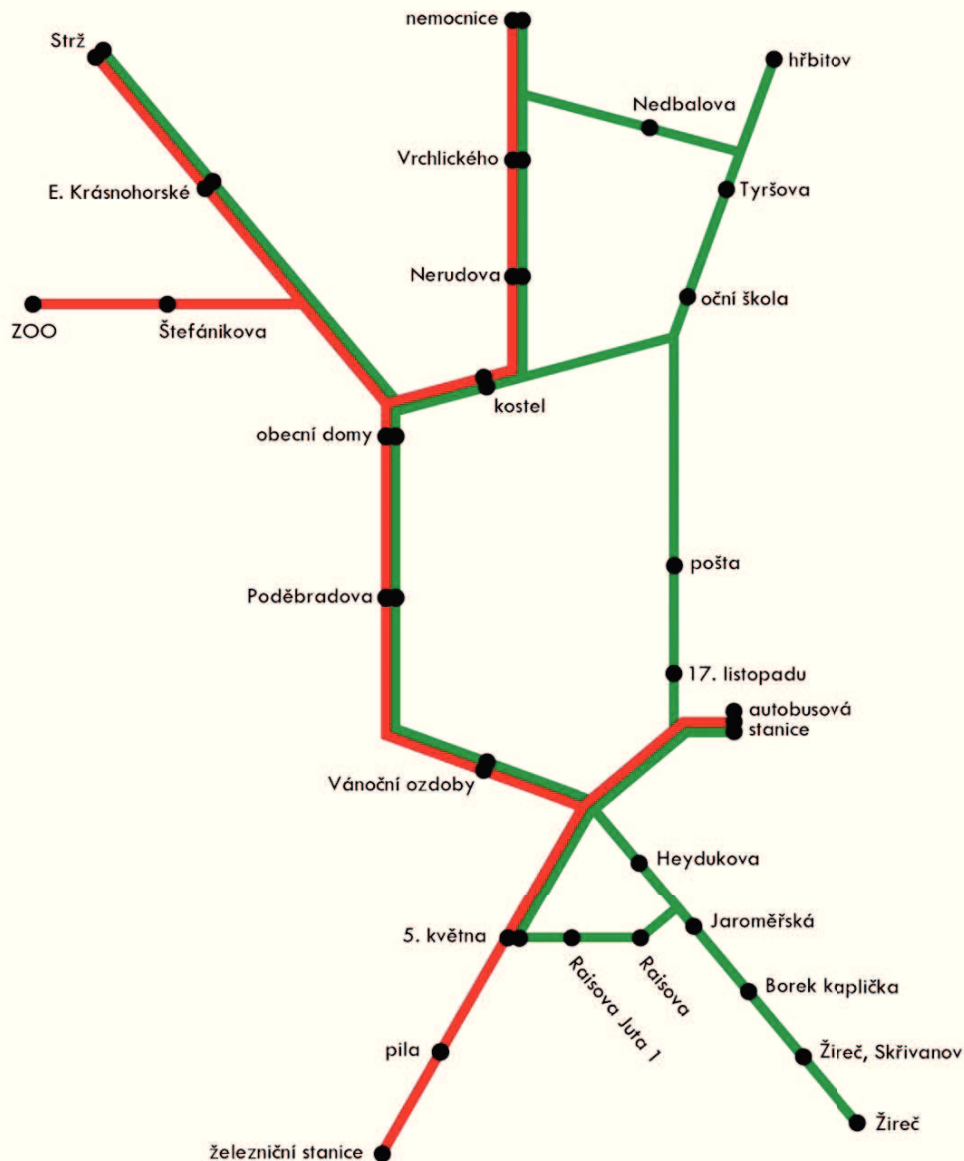 nemocnice
Strž
hřbitov
Nedbalova
Vrchlického
E. Krásnohorské
Tyršova
Nerudova
oční škola
ZOO
Štefánikova
kostel
obecní domy
pošta
Poděbradova
17. listopadu
autobusová
stanice
Vánoční ozdoby
Heydukova
Jaroměřská
5. května
Raisova Juta 1
Raisova
Borek kaplička
pila
Žireč, Skřivanov
Žireč
železniční stanice